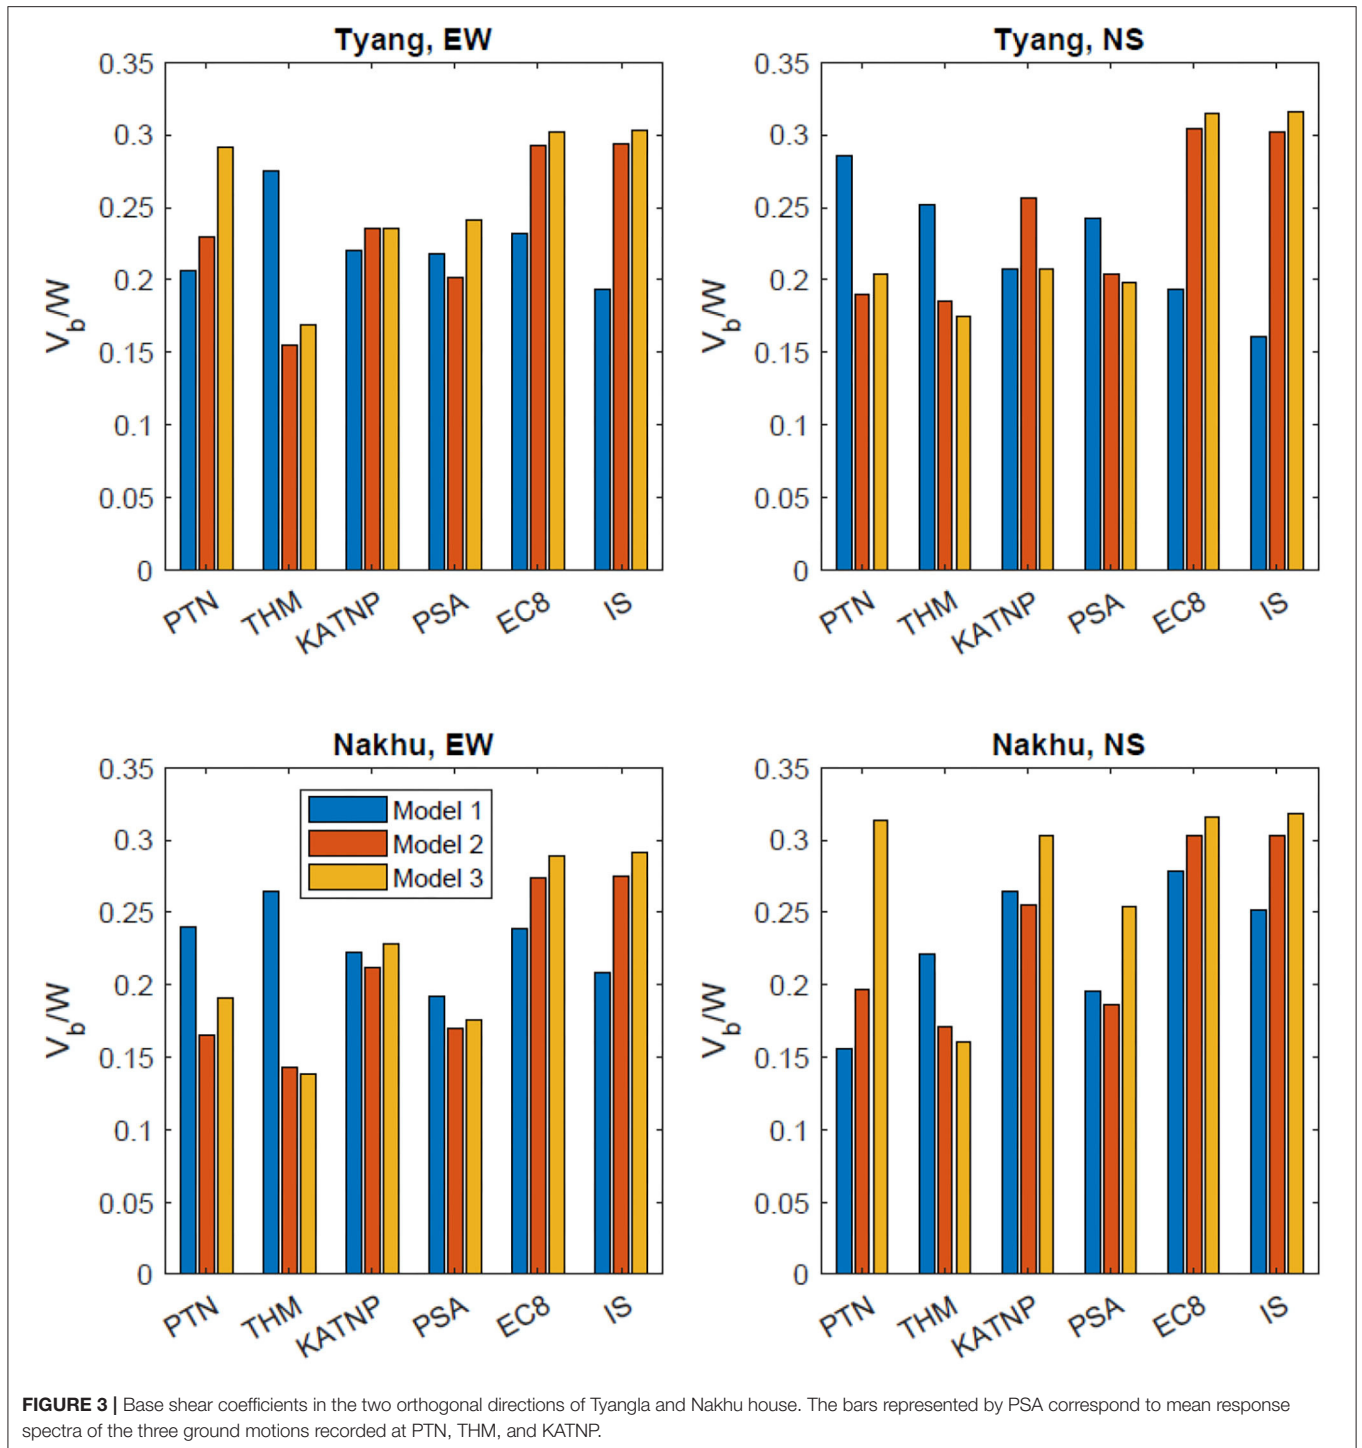 Tyang, EW
0.35
0.3
0.25
0.2
0.15
0.1
0.05
0
V_b/W
PTN THM KATNP PSA EC8 IS
Tyang, NS
0.35
0.3
0.25
0.2
0.15
0.1
0.05
0
V_b/W
PTN THM KATNP PSA EC8 IS
Nakhu, EW
0.35
0.3
0.25
0.2
0.15
0.1
0.05
0
V_b/W
Model 1
Model 2
Model 3
PTN THM KATNP PSA EC8 IS
Nakhu, NS
0.35
0.3
0.25
0.2
0.15
0.1
0.05
0
V_b/W
PTN THM KATNP PSA EC8 IS
FIGURE 3 | Base shear coefficients in the two orthogonal directions of Tyangla and Nakhu house. The bars represented by PSA correspond to mean response
spectra of the three ground motions recorded at PTN, THM, and KATNP.